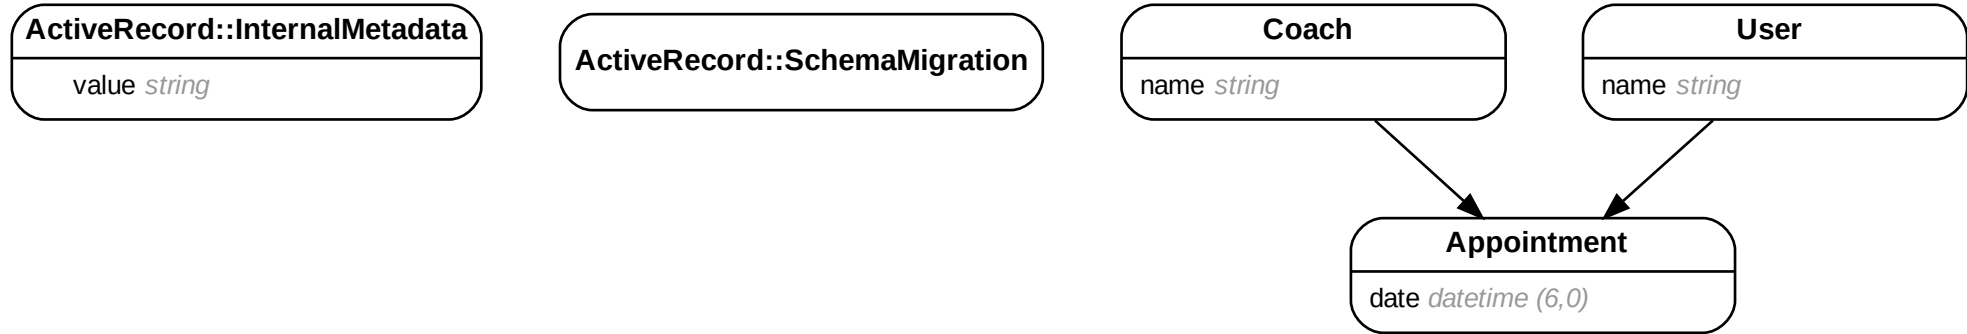 ActiveRecord::InternalMetadata
value string
ActiveRecord::SchemaMigration
Coach
name string
User
name string
Appointment
date datetime (6,0)